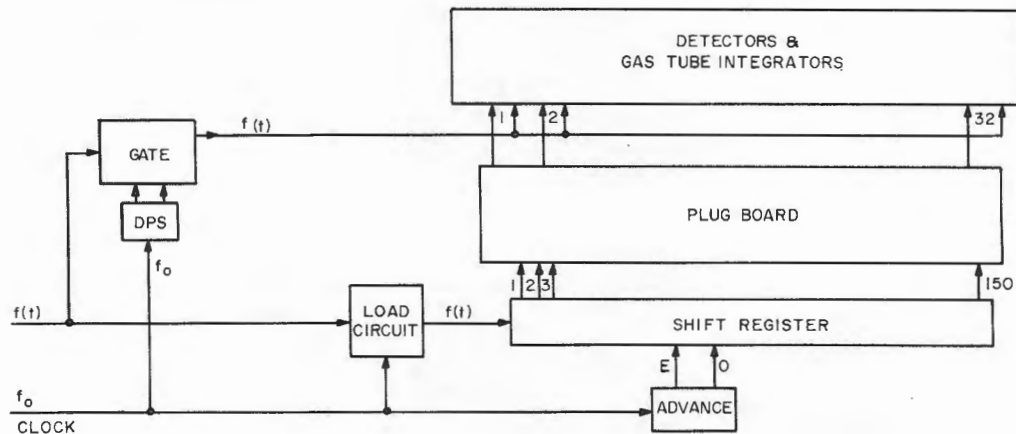 DETECTORS &
GAS TUBE INTEGRATORS
1
2
32
f(t)
GATE
DPS
f₀
PLUG BOARD
1
2
3
150
f(t)
LOAD
CIRCUIT
f(t)
SHIFT REGISTER
E
O
f₀
CLOCK
ADVANCE